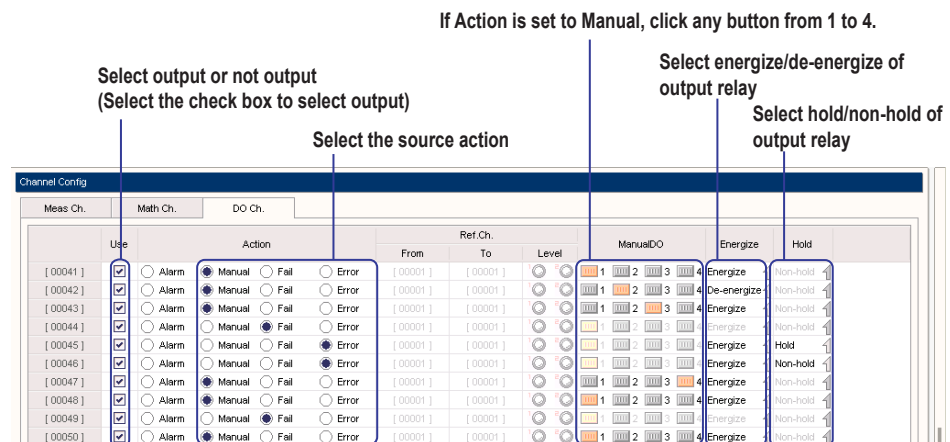 If Action is set to Manual, click any button from 1 to 4.
Select energize/de-energize of
output relay
Select output or not output
(Select the check box to select output)
Select hold/non-hold of
output relay
Select the source action
Channel Config
Meas Ch. Math Ch. DO Ch.
Use Action Ref.Ch. ManualDO Energize Hold
From To Level
[ 00041 ] Alarm Manual Fail Error [ 00001 ] [ 00001 ] 1 2 3 4 Energize Non-hold
[ 00042 ] Alarm Manual Fail Error [ 00001 ] [ 00001 ] 1 2 3 4 De-energize Non-hold
[ 00043 ] Alarm Manual Fail Error [ 00001 ] [ 00001 ] 1 2 3 4 Energize Non-hold
[ 00044 ] Alarm Manual Fail Error [ 00001 ] [ 00001 ] 1 2 3 4 Energize Non-hold
[ 00045 ] Alarm Manual Fail Error [ 00001 ] [ 00001 ] 1 2 3 4 Energize Hold
[ 00046 ] Alarm Manual Fail Error [ 00001 ] [ 00001 ] 1 2 3 4 Energize Non-hold
[ 00047 ] Alarm Manual Fail Error [ 00001 ] [ 00001 ] 1 2 3 4 Energize Non-hold
[ 00048 ] Alarm Manual Fail Error [ 00001 ] [ 00001 ] 1 2 3 4 Energize Non-hold
[ 00049 ] Alarm Manual Fail Error [ 00001 ] [ 00001 ] 1 2 3 4 Energize Non-hold
[ 00050 ] Alarm Manual Fail Error [ 00001 ] [ 00001 ] 1 2 3 4 Energize Non-hold